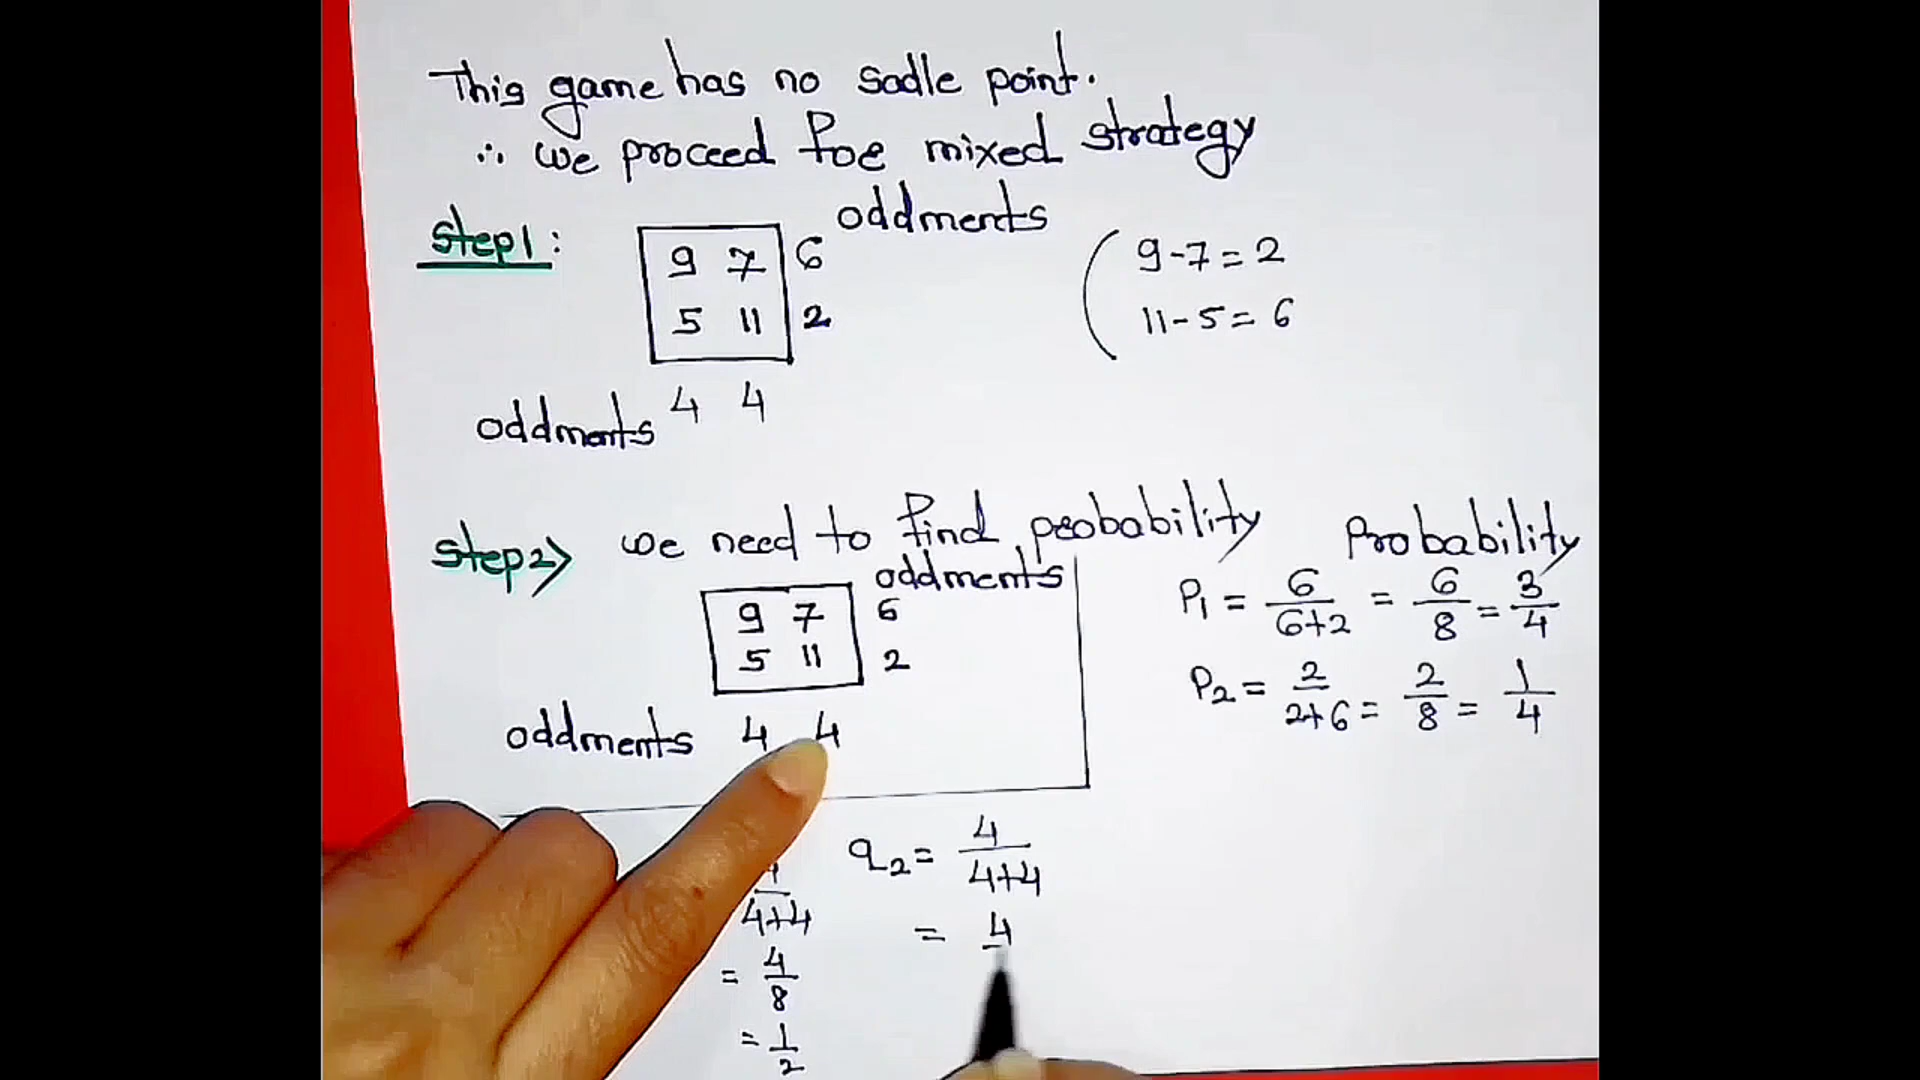 This game has no sadle point.
∴ we proceed for mixed strategy
Step1:
oddments
9 7 6
5 11 2
9-7=2
11-5=6
oddments 4 4
Step2> we need to find probability
Probability
oddments
9 7 6
5 11 2
oddments 4 4
P1 = 6/6+2 = 6/8 = 3/4
P2 = 2/2+6 = 2/8 = 1/4
4/4+4
= 4/8
= 1/2
q2 = 4/4+4
= 4